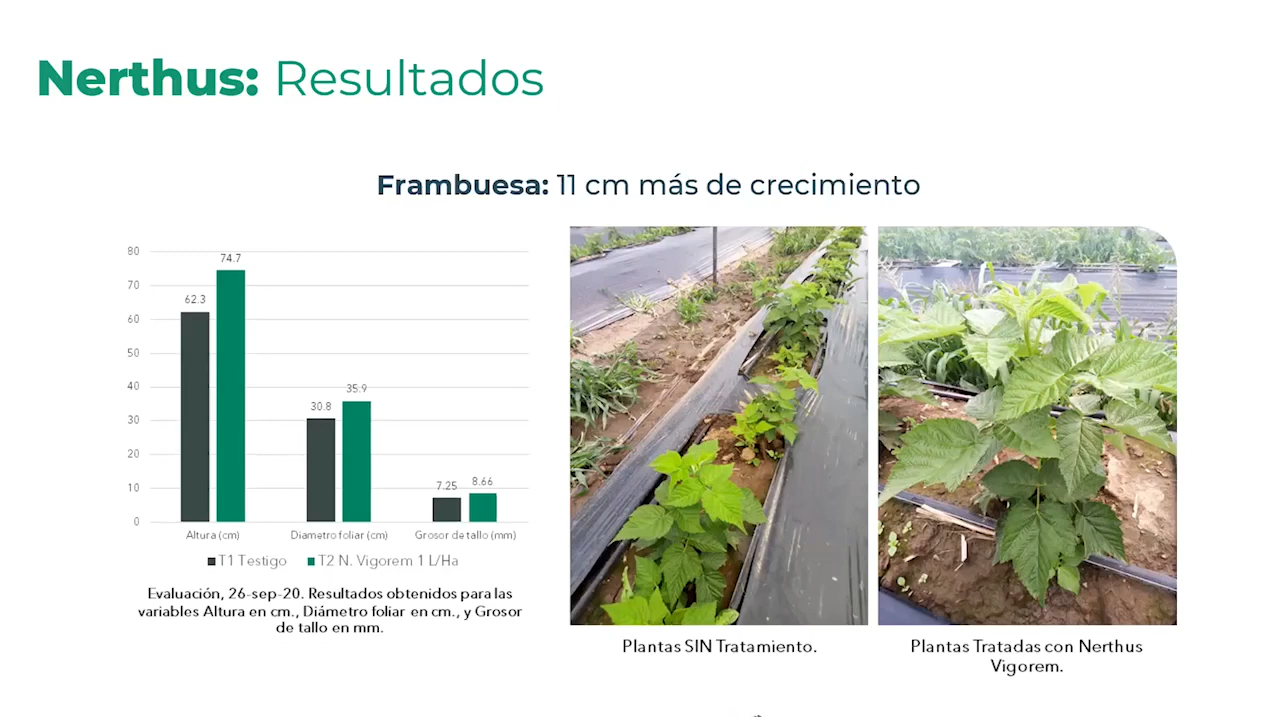 Nerthus: Resultados
Frambuesa: 11 cm más de crecimiento
80
70
60
50
40
30
20
10
0
62.3
74.7
30.8
35.9
7.25
8.66
Altura (cm)
Diametro foliar (cm)
Grosor de tallo (mm)
T1 Testigo
T2 N. Vigorem 1 L/Ha
Evaluación, 26-sep-20. Resultados obtenidos para las
variables Altura en cm., Diámetro foliar en cm., y Grosor
de tallo en mm.
Plantas SIN Tratamiento.
Plantas Tratadas con Nerthus
Vigorem.